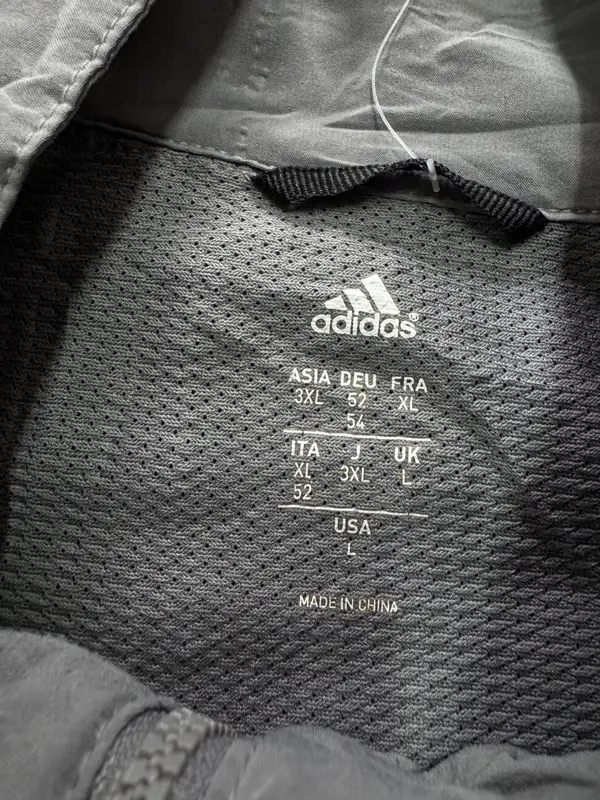 adidas®
ASIA DEU FRA
3XL 52 XL
54
ITA J UK
XL 3XL L
52
USA
L
MADE IN CHINA